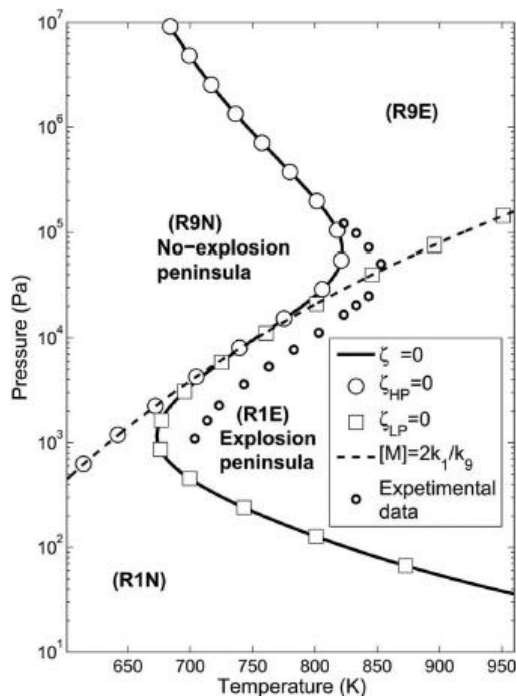 10^7
10^6
10^5
10^4
10^3
10^2
10^1
Pressure (Pa)
(R9E)
(R9N)
No-explosion
peninsula
(R1E)
Explosion
peninsula
(R1N)
ζ =0
ζ_HP=0
ζ_LP=0
[M]=2k_1/k_9
Expetimental
data
650 700 750 800 850 900 950
Temperature (K)